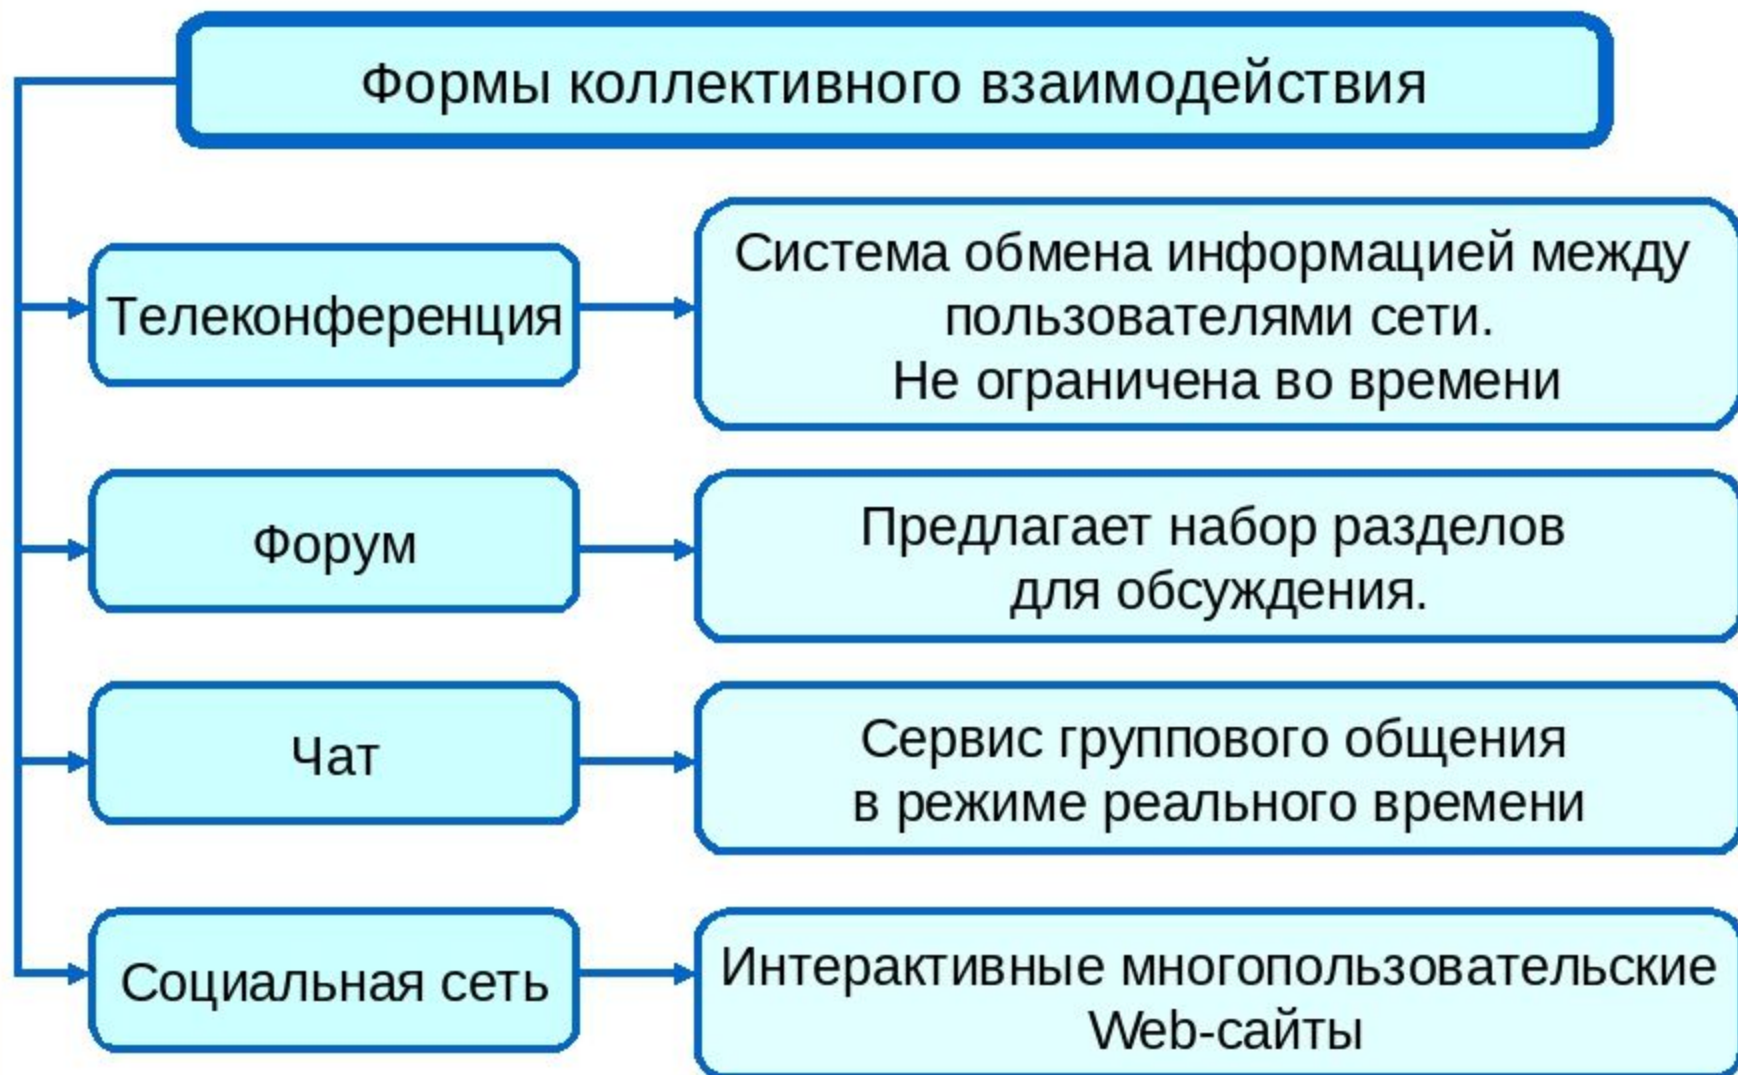 Формы коллективного взаимодействия
Телеконференция
Система обмена информацией между
пользователями сети.
Не ограничена во времени
Форум
Предлагает набор разделов
для обсуждения.
Чат
Сервис группового общения
в режиме реального времени
Социальная сеть
Интерактивные многопользовательские
Web-сайты